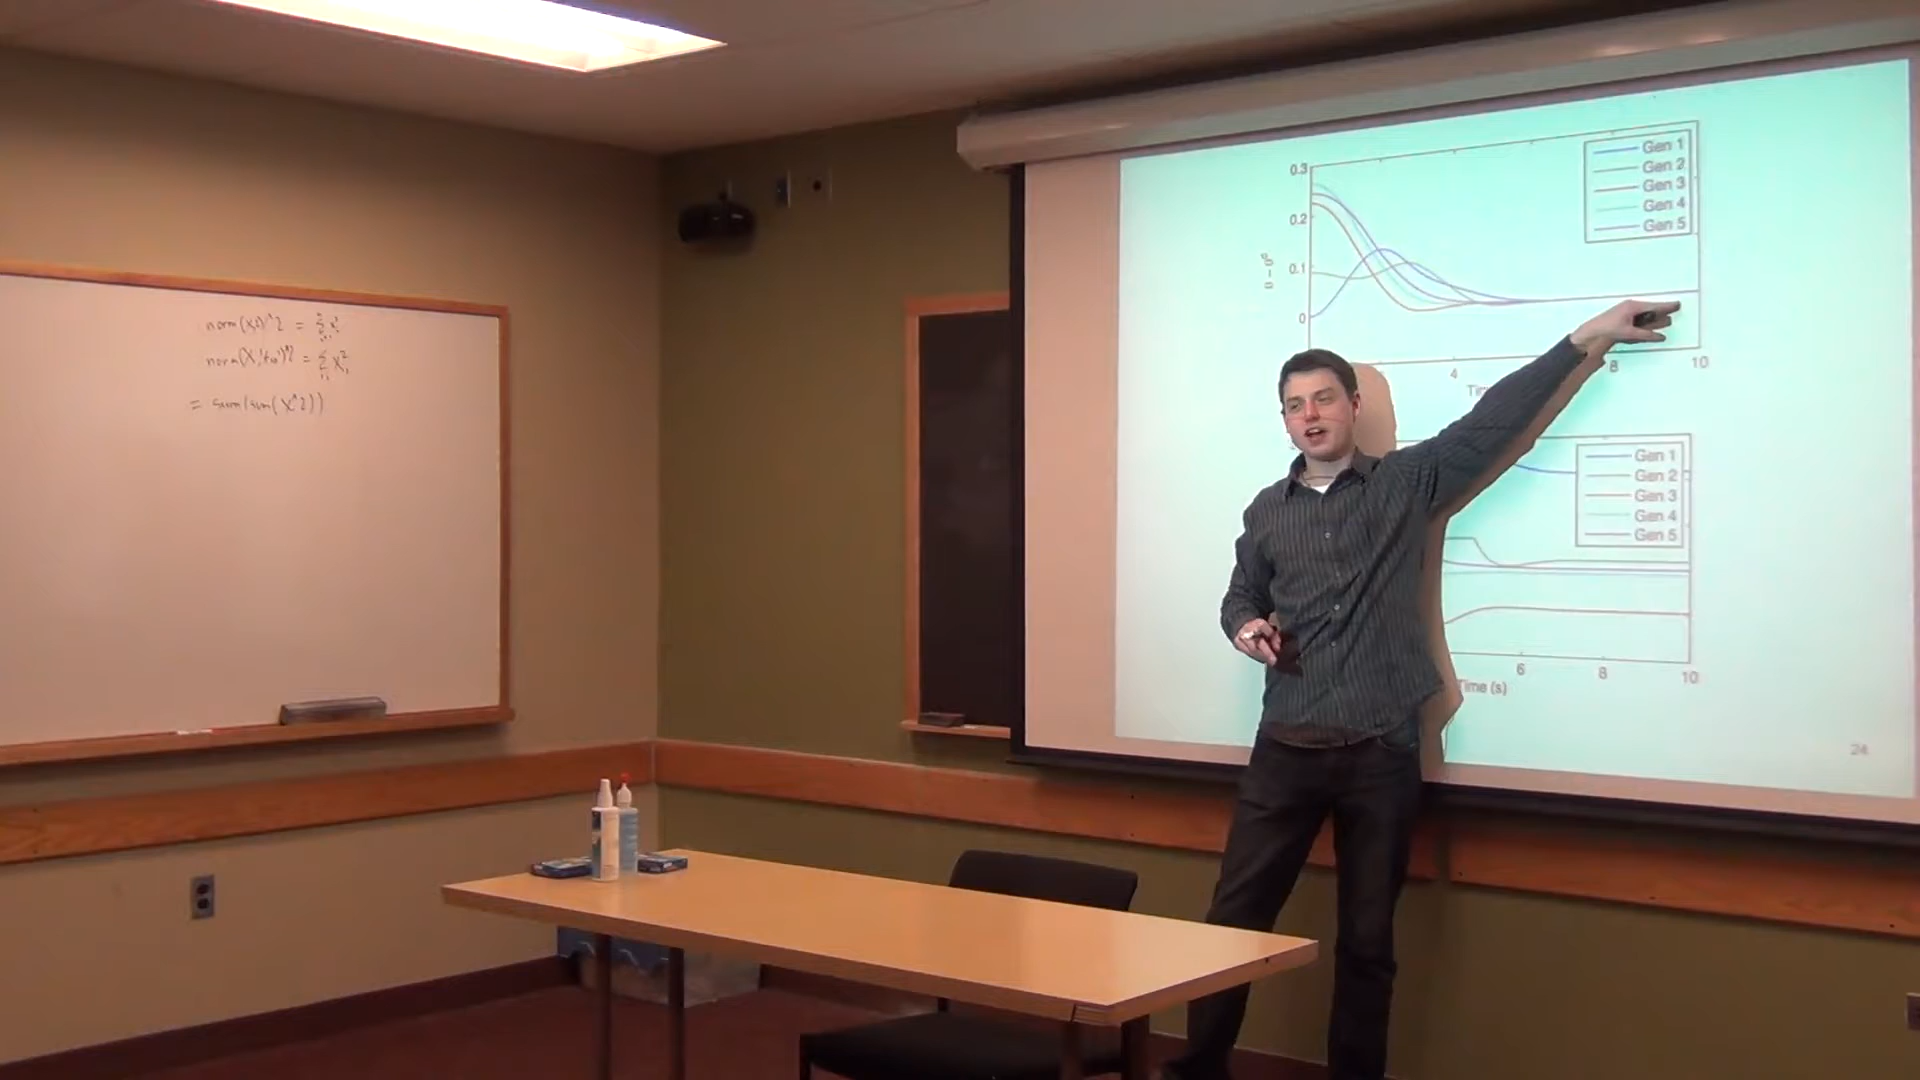 norm(x,2)^2 =
= sum(sum(X^2))
0.3
0.2
0.1
0
4
8
10
Gen 1
Gen 2
Gen 3
Gen 4
Gen 5
Gen 1
Gen 2
Gen 3
Gen 4
Gen 5
6
8
10
Time (s)
24